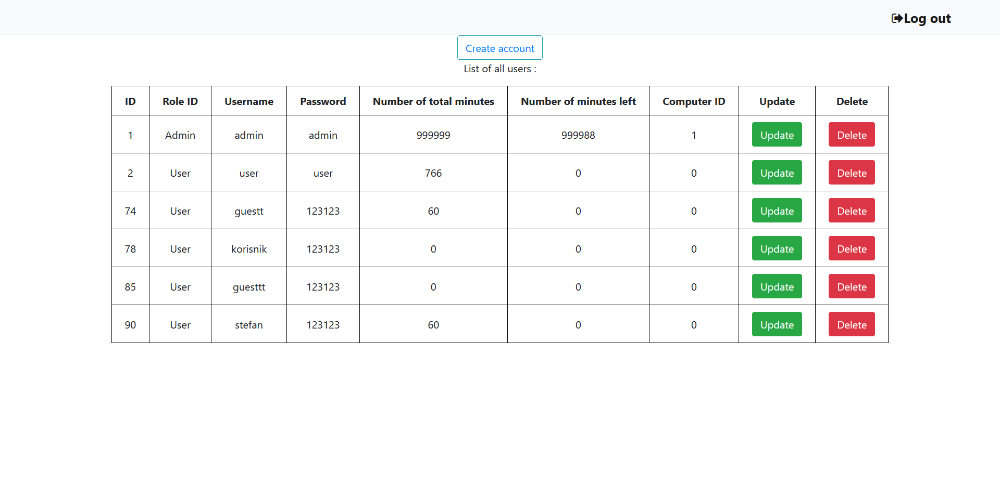 Log out
Create account
List of all users :
ID Role ID Username Password Number of total minutes Number of minutes left Computer ID Update Delete
1 Admin admin admin 999999 999988 1 Update Delete
2 User user user 766 0 0 Update Delete
74 User guestt 123123 60 0 0 Update Delete
78 User korisnik 123123 0 0 0 Update Delete
85 User guesttt 123123 0 0 0 Update Delete
90 User stefan 123123 60 0 0 Update Delete